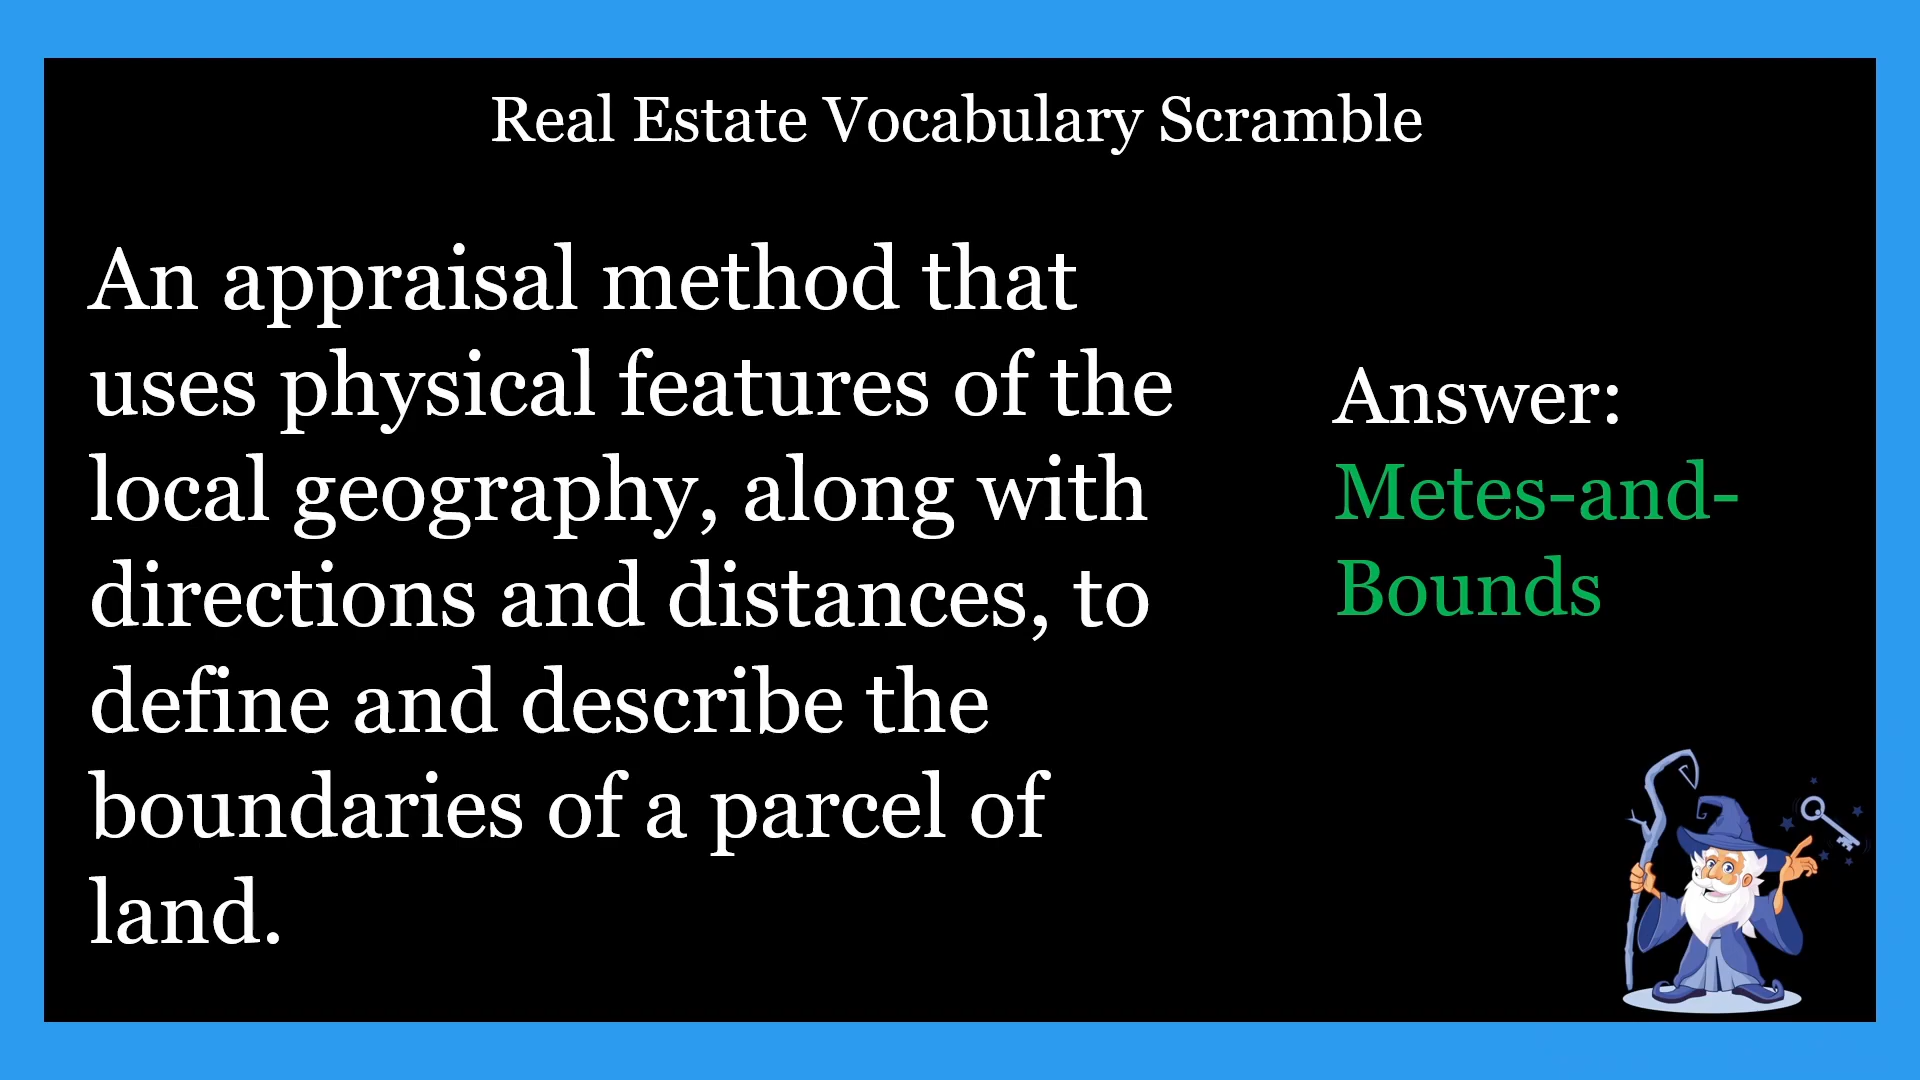 Real Estate Vocabulary Scramble
An appraisal method that
uses physical features of the
local geography, along with
directions and distances, to
define and describe the
boundaries of a parcel of
land.
Answer:
Metes-and-
Bounds